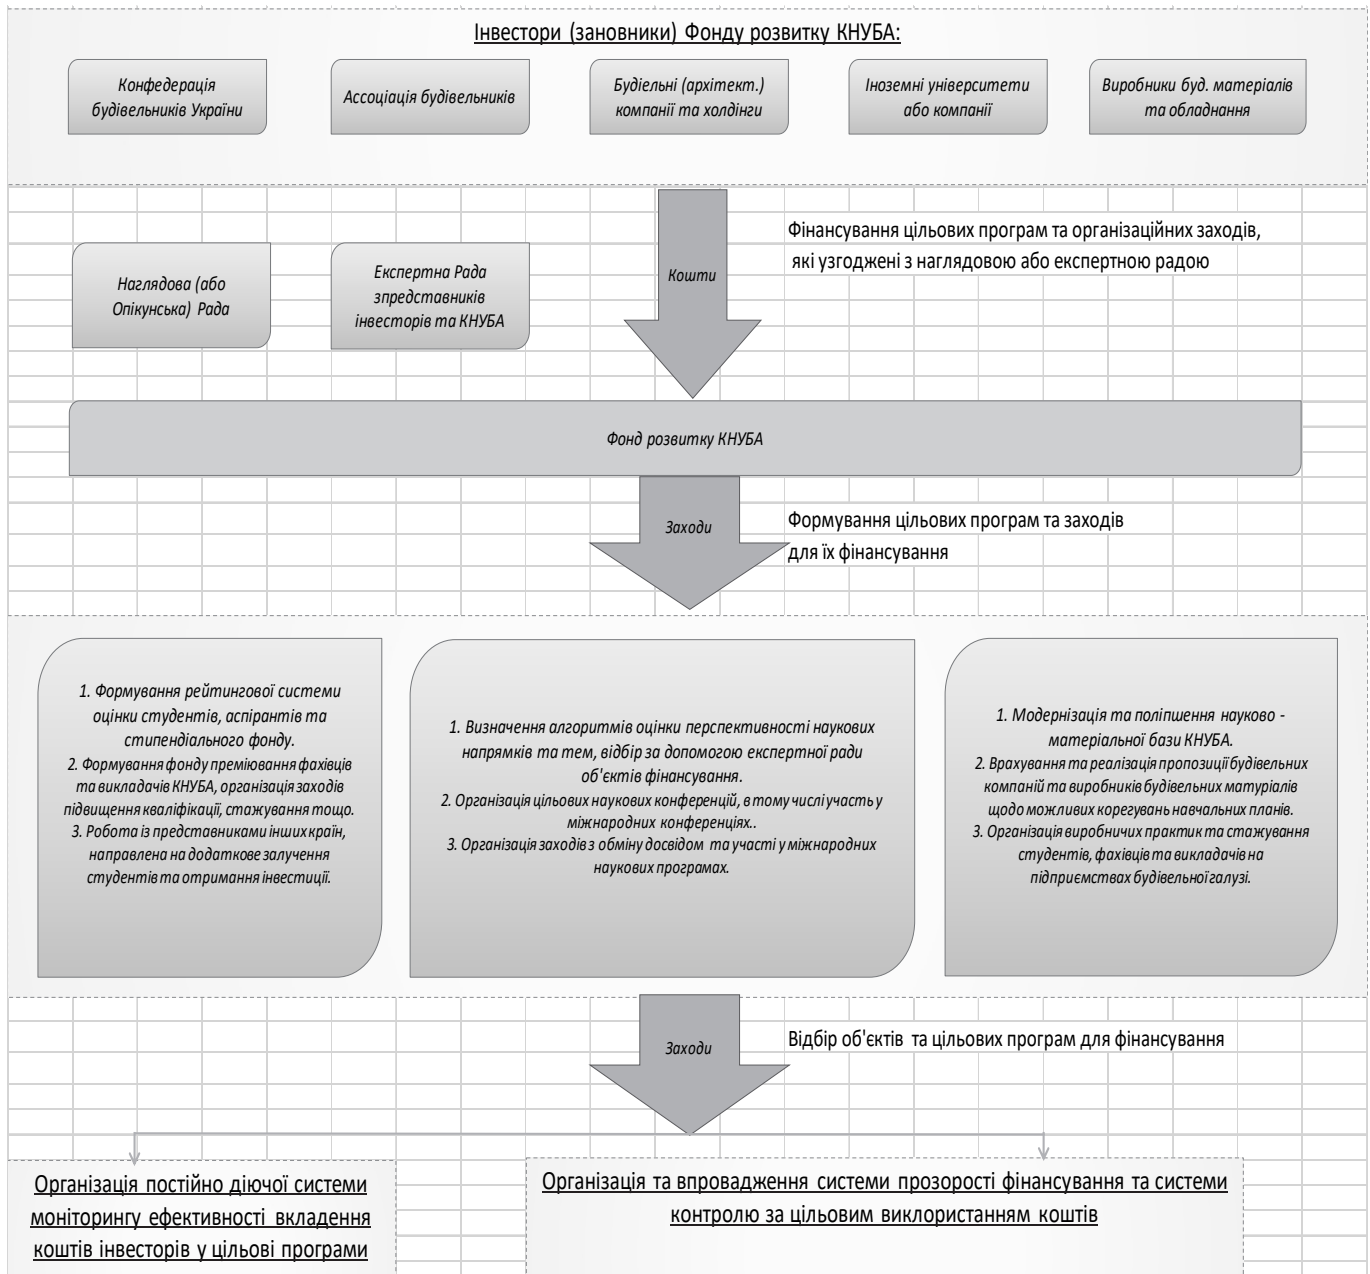 Інвестори (зановники) Фонду розвитку КНУБА:
Конфедерація
будівельників України
Ассоціація будівельників
Будіельні (архітект.)
компанії та холдінги
Іноземні університети
або компанії
Виробники буд. матеріалів
та обладнання
Наглядова (або
Опікунська) Рада
Експертна Рада
зпредставників
інвесторів та КНУБА
Кошти
Фінансування цільових програм та організаційних заходів,
які узгоджені з наглядовою або експертною радою
Фонд розвитку КНУБА
Заходи
Формування цільових програм та заходів
для їх фінансування
1. Формування рейтингової системи
оцінки студентів, аспірантів та
стипендіального фонду.
2. Формування фонду преміювання фахівців
та викладачів КНУБА, організація заходів
підвищення кваліфікації, стажування тощо.
3. Робота із представниками інших країн,
направлена на додаткове залучення
студентів та отримання інвестиції.
1. Визначення алгоритмів оцінки перспективності наукових
напрямків та тем, відбір за допомогою експертної ради
об'єктів фінансування.
2. Організація цільових наукових конференцій, в тому числі участь у
міжнародних конференціях..
3. Організація заходів з обміну досвідом та участі у міжнародних
наукових програмах.
1. Модернізація та поліпшення науково -
матеріальної бази КНУБА.
2. Врахування та реалізація пропозиції будівельних
компаній та виробників будівельних матуріалів
щодо можливих корегувань навчальних планів.
3. Організація виробничих практик та стажування
студентів, фахівців та викладачів на
підприємствах будівельної галузі.
Заходи
Відбір об'єктів та цільових програм для фінансування
Організація постійно діючої системи
моніторингу ефективності вкладення
коштів інвесторів у цільові програми
Організація та впровадження системи прозорості фінансування та системи
контролю за цільовим виклористанням коштів